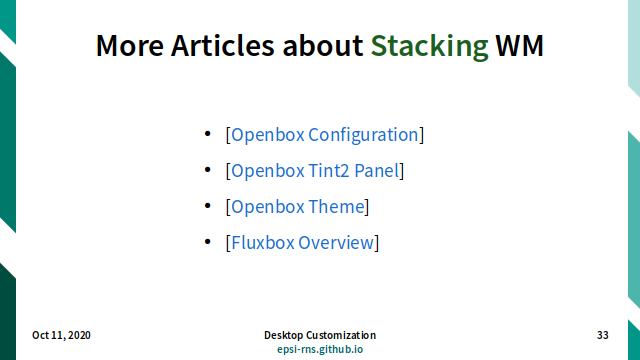 More Articles about Stacking WM
• [Openbox Configuration]
• [Openbox Tint2 Panel]
• [Openbox Theme]
• [Fluxbox Overview]
Oct 11, 2020
Desktop Customization
epsi-rns.github.io
33